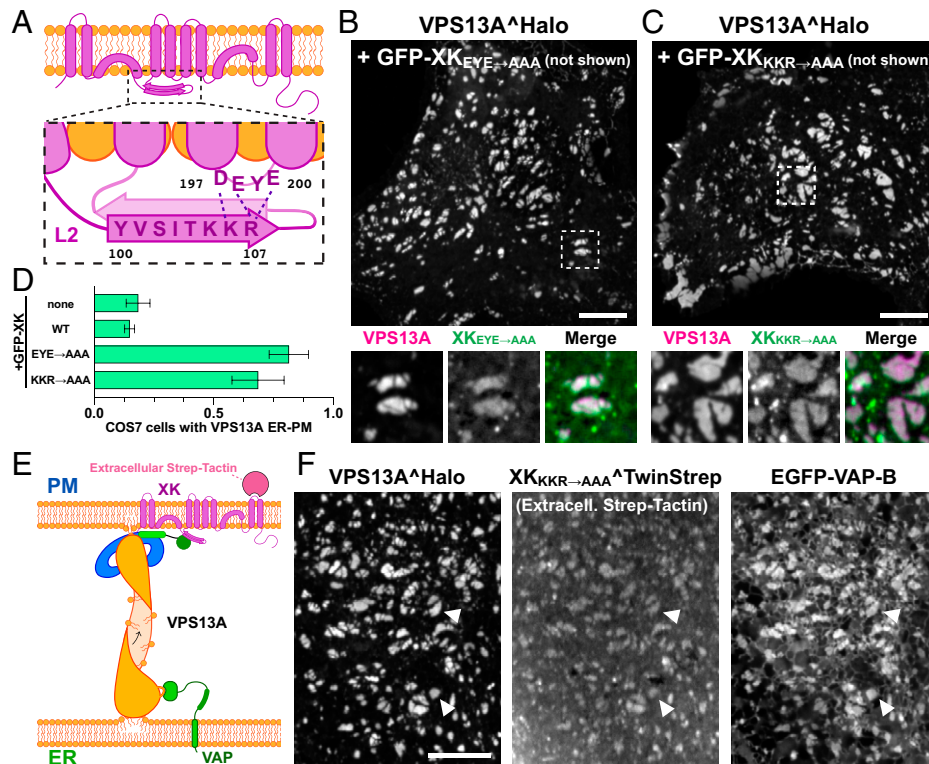 A
D E Y E
197
200
L2
Y V S I T K K R
100
107
B
VPS13A^Halo
+ GFP-XKEYE→AAA (not shown)
VPS13A
XKEYE→AAA
Merge
C
VPS13A^Halo
+ GFP-XKKKR→AAA (not shown)
VPS13A
XKKKR→AAA
Merge
D
+GFP-XK
none
WT
EYE→AAA
KKR→AAA
0.0
0.5
1.0
COS7 cells with VPS13A ER-PM
E
Extracellular Strep-Tactin
PM
XK
VPS13A
VAP
ER
F
VPS13A^Halo
XKKKR→AAA^TwinStrep
(Extracell. Strep-Tactin)
EGFP-VAP-B